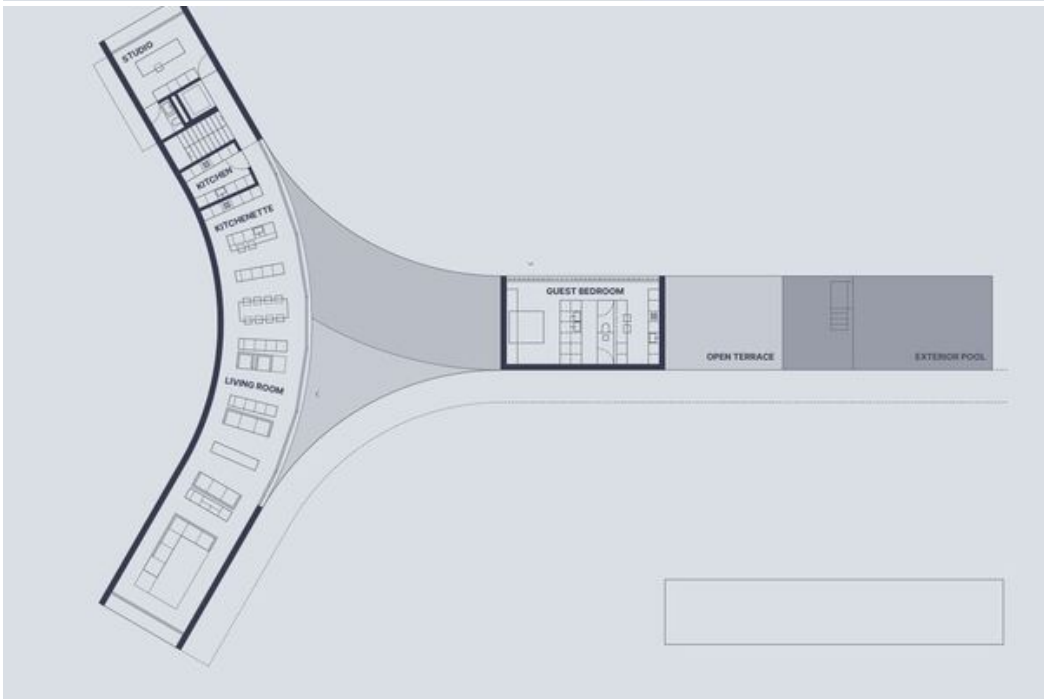 STUDIO
KITCHEN
KITCHENETTE
GUEST BEDROOM
OPEN TERRACE
EXTERIOR POOL
LIVING ROOM